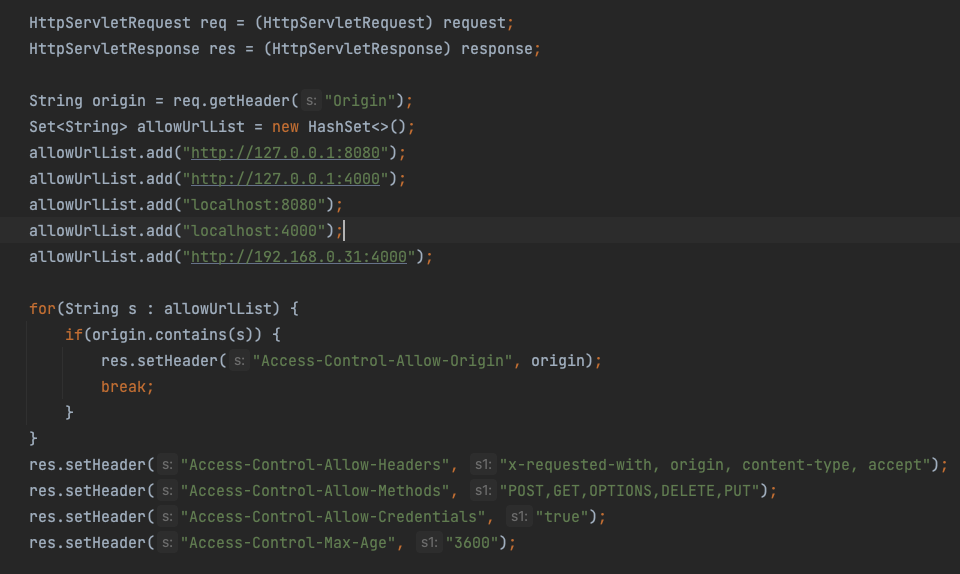 HttpServletRequest req = (HttpServletRequest) request;
HttpServletResponse res = (HttpServletResponse) response;
String origin = req.getHeader( s: "Origin");
Set<String> allowUrlList = new HashSet<>();
allowUrlList.add("http://127.0.0.1:8080");
allowUrlList.add("http://127.0.0.1:4000");
allowUrlList.add("localhost:8080");
allowUrlList.add("localhost:4000");
allowUrlList.add("http://192.168.0.31:4000");
for(String s : allowUrlList) {
if(origin.contains(s)) {
res.setHeader( s: "Access-Control-Allow-Origin", origin);
break;
}
}
res.setHeader( s: "Access-Control-Allow-Headers", s1: "x-requested-with, origin, content-type, accept");
res.setHeader( s: "Access-Control-Allow-Methods", s1: "POST,GET,OPTIONS,DELETE,PUT");
res.setHeader( s: "Access-Control-Allow-Credentials", s1: "true");
res.setHeader( s: "Access-Control-Max-Age", s1: "3600");